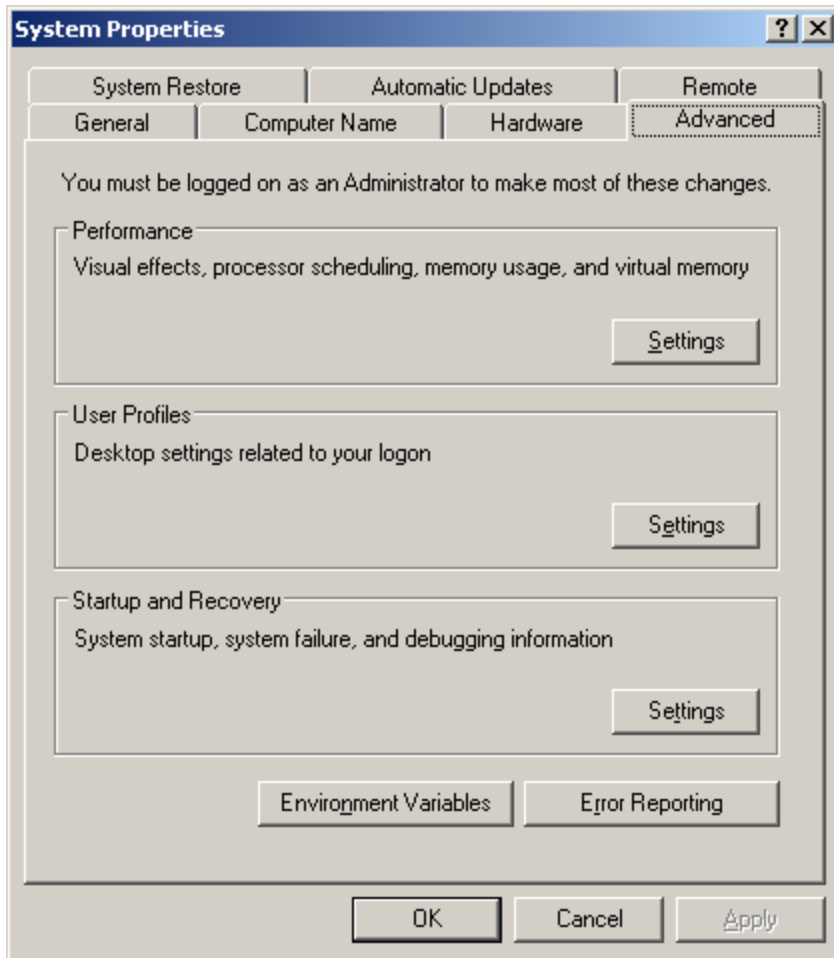 System Properties
System Restore Automatic Updates Remote
General Computer Name Hardware Advanced
You must be logged on as an Administrator to make most of these changes.
Performance
Visual effects, processor scheduling, memory usage, and virtual memory
Settings
User Profiles
Desktop settings related to your logon
Settings
Startup and Recovery
System startup, system failure, and debugging information
Settings
Environment Variables Error Reporting
OK Cancel Apply